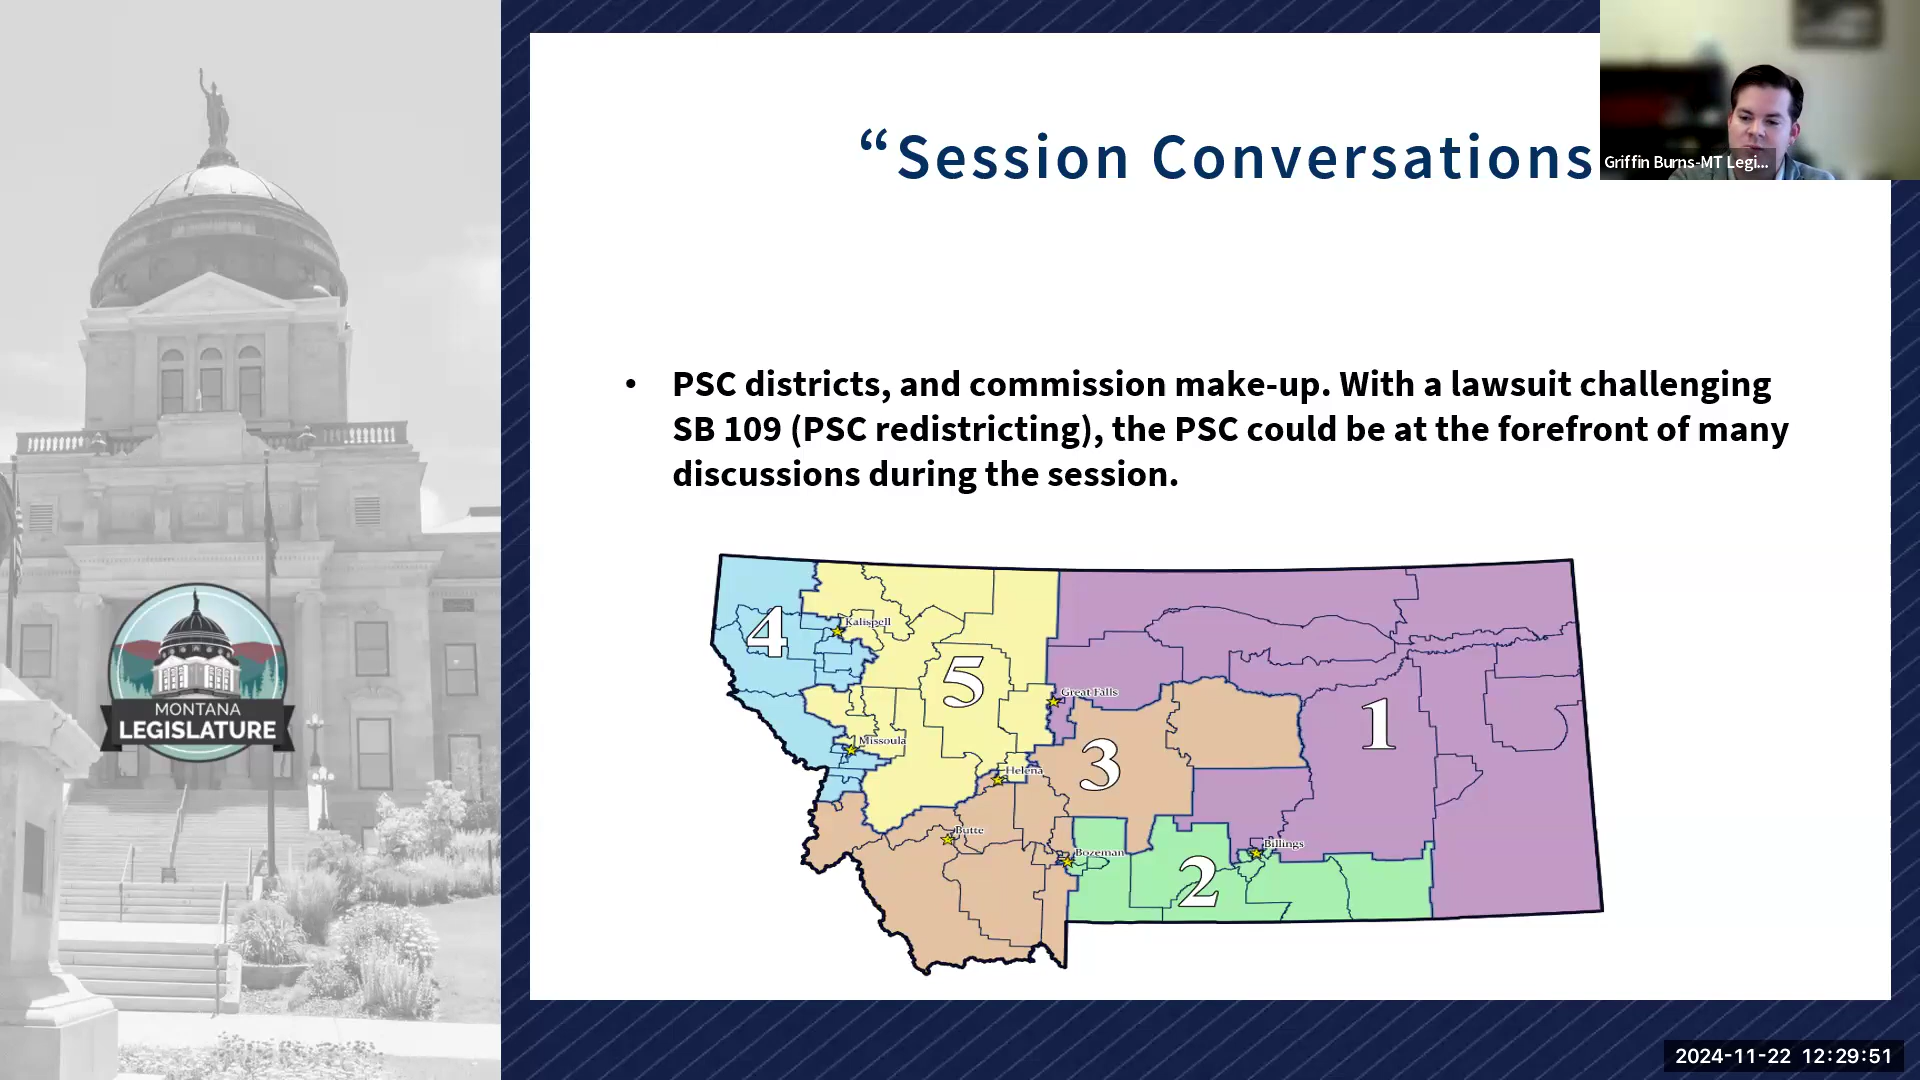 “Session Conversations
Griffin Burns-MT Legi...
PSC districts, and commission make-up. With a lawsuit challenging
SB 109 (PSC redistricting), the PSC could be at the forefront of many
discussions during the session.
MONTANA
LEGISLATURE
4
Kalispell
5
Great Falls
1
Missoula
3
Helena
Butte
Bozeman
Billings
2
2024-11-22 12:29:51